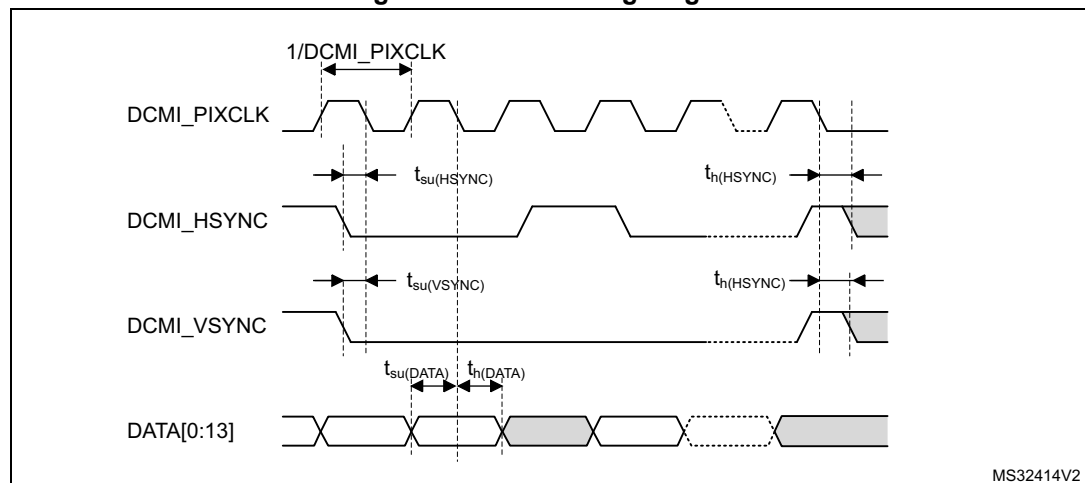 1/DCMI_PIXCLK
DCMI_PIXCLK
tsu(HSYNC)
th(HSYNC)
DCMI_HSYNC
tsu(VSYNC)
th(HSYNC)
DCMI_VSYNC
tsu(DATA)
th(DATA)
DATA[0:13]
MS32414V2